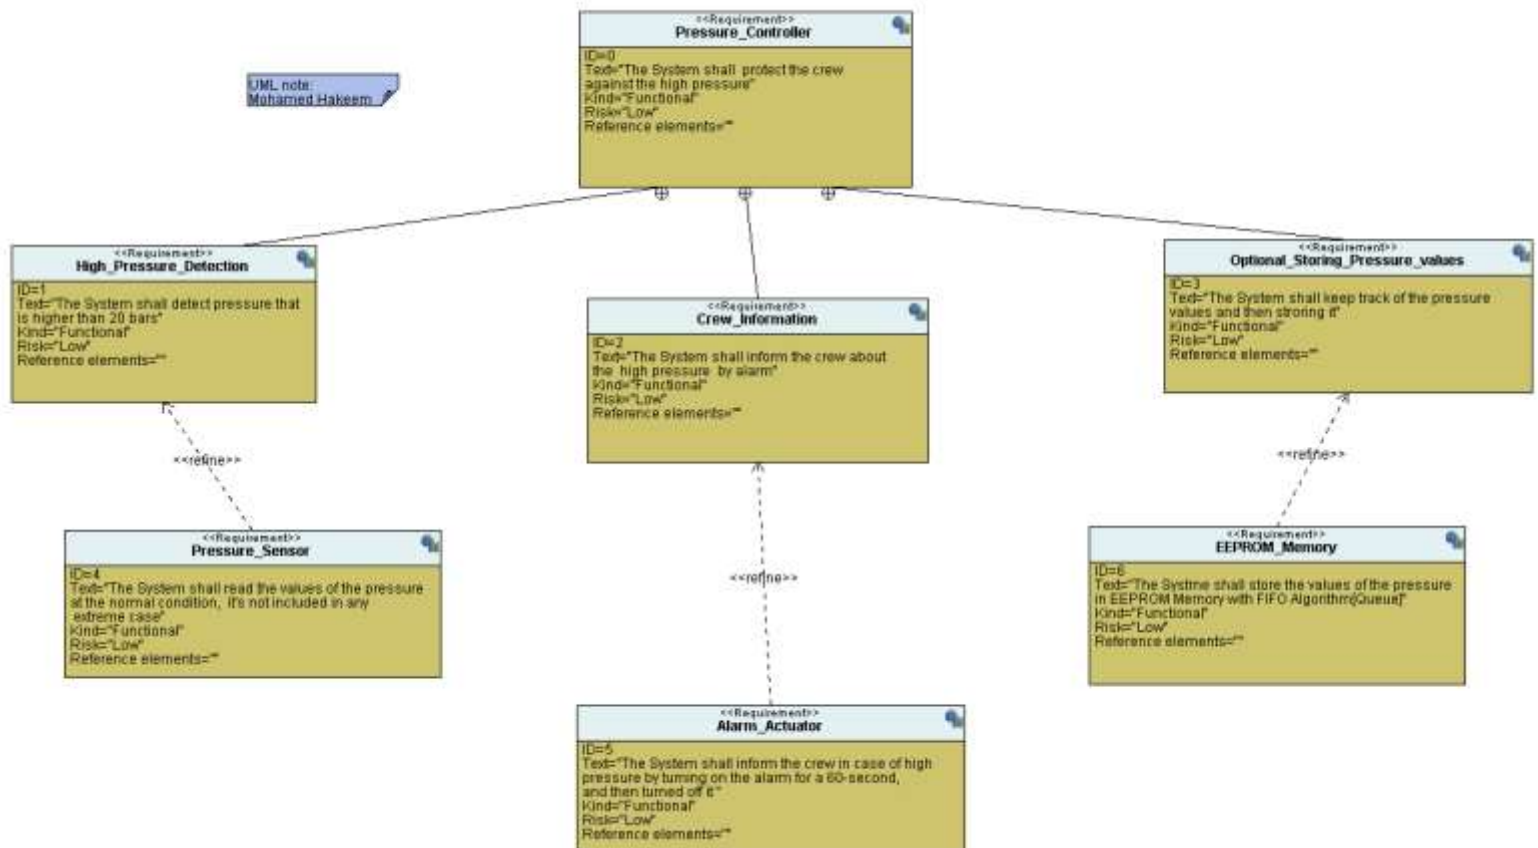 <<Requirement>>
Pressure_Controller
ID=0
Text="The System shall protect the crew
against the high pressure"
Kind="Functional"
Risk="Low"
Reference elements=""
UML note:
Mohamed Hakeem
<<Requirement>>
High_Pressure_Detection
ID=1
Text="The System shall detect pressure that
is higher than 20 bars"
Kind="Functional"
Risk="Low"
Reference elements=""
<<Requirement>>
Crew_Information
ID=2
Text="The System shall inform the crew about
the high pressure by alarm"
Kind="Functional"
Risk="Low"
Reference elements=""
<<Requirement>>
Optional_Storing_Pressure_values
ID=3
Text="The System shall keep track of the pressure
values and then stroring it"
Kind="Functional"
Risk="Low"
Reference elements=""
<<refine>>
<<refine>>
<<refine>>
<<Requirement>>
Pressure_Sensor
ID=4
Text="The System shall read the values of the pressure
at the normal condition, it's not included in any
extreme case"
Kind="Functional"
Risk="Low"
Reference elements=""
<<Requirement>>
Alarm_Actuator
ID=5
Text="The System shall inform the crew in case of high
pressure by turning on the alarm for a 60-second,
and then turned off it"
Kind="Functional"
Risk="Low"
Reference elements=""
<<Requirement>>
EEPROM_Memory
ID=6
Text="The Systme shall store the values of the pressure
in EEPROM Memory with FIFO Algorithm[Queue]"
Kind="Functional"
Risk="Low"
Reference elements=""